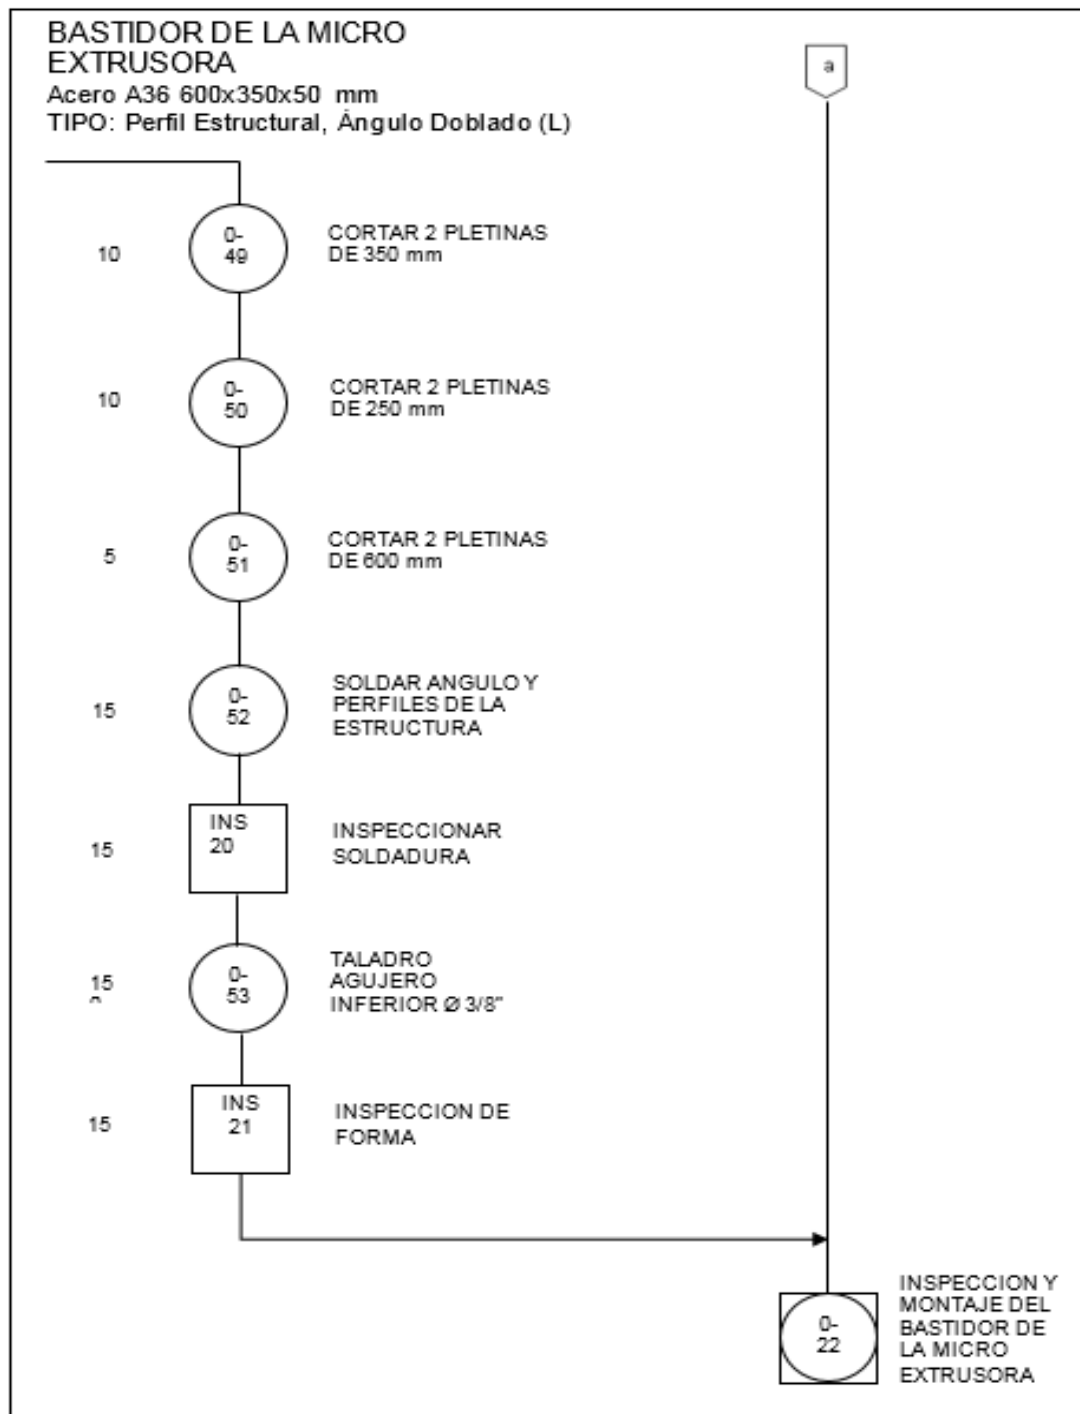 BASTIDOR DE LA MICRO
EXTRUSORA
Acero A36 600x350x50 mm
TIPO: Perfil Estructural, Ángulo Doblado (L)
a
10
0-
49
CORTAR 2 PLETINAS
DE 350 mm
10
0-
50
CORTAR 2 PLETINAS
DE 250 mm
5
0-
51
CORTAR 2 PLETINAS
DE 600 mm
15
0-
52
SOLDAR ANGULO Y
PERFILES DE LA
ESTRUCTURA
15
INS
20
INSPECCIONAR
SOLDADURA
15
0-
53
TALADRO
AGUJERO
INFERIOR Ø 3/8"
15
INS
21
INSPECCION DE
FORMA
0-
22
INSPECCION Y
MONTAJE DEL
BASTIDOR DE
LA MICRO
EXTRUSORA